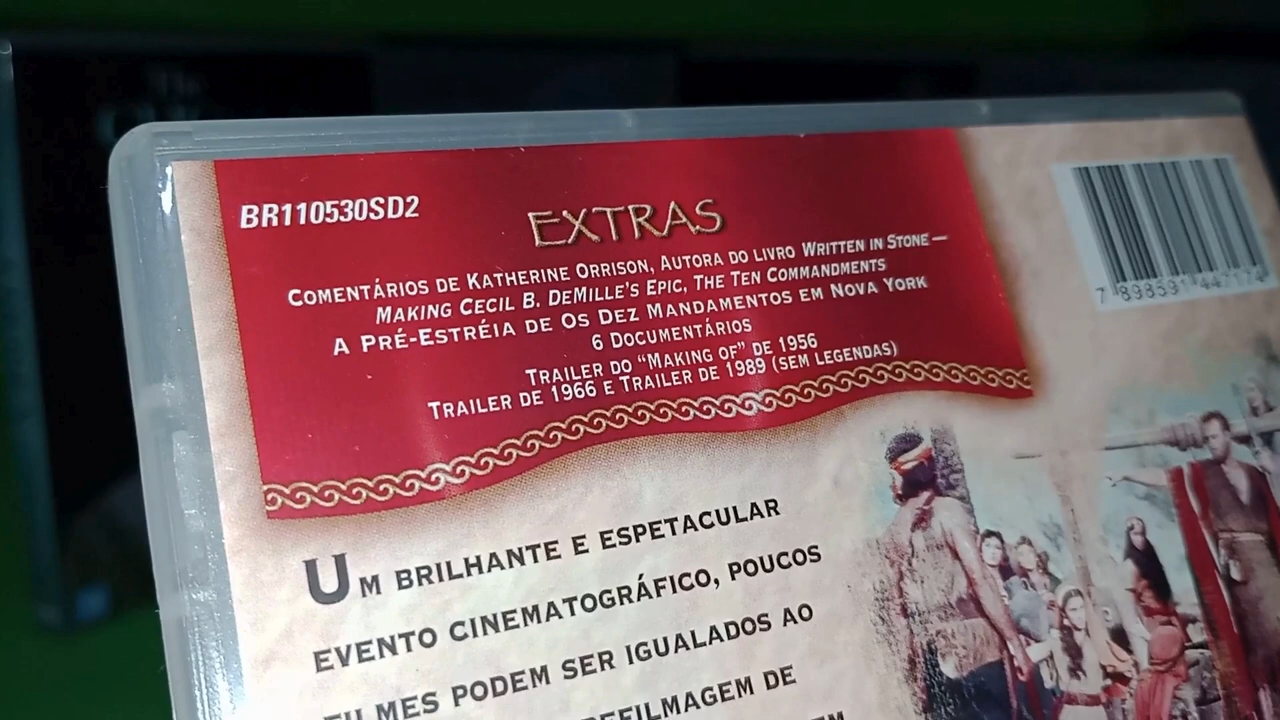 BR110530SD2
EXTRAS
COMENTÁRIOS DE KATHERINE ORRISON, AUTORA DO LIVRO WRITTEN IN STONE —
MAKING CECIL B. DEMILLE'S EPIC, THE TEN COMMANDMENTS
A PRÉ-ESTRÉIA DE OS DEZ MANDAMENTOS EM NOVA YORK
6 DOCUMENTÁRIOS
TRAILER DO “MAKING OF” DE 1956
TRAILER DE 1966 E TRAILER DE 1989 (SEM LEGENDAS)
UM BRILHANTE E ESPETACULAR
EVENTO CINEMATOGRÁFICO, POUCOS
FILMES PODEM SER IGUALADOS AO
REFILMAGEM DE